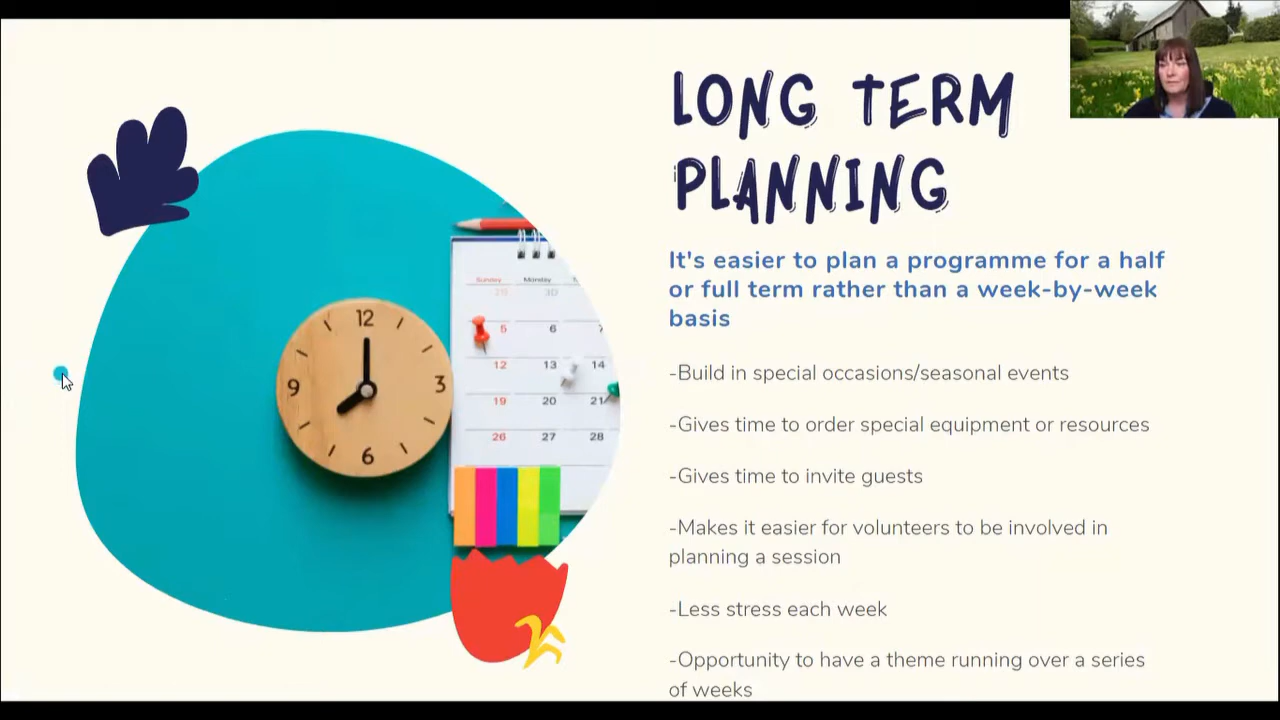 LONG TERM
PLANNING
It's easier to plan a programme for a half
or full term rather than a week-by-week
basis
-Build in special occasions/seasonal events
-Gives time to order special equipment or resources
-Gives time to invite guests
-Makes it easier for volunteers to be involved in
planning a session
-Less stress each week
-Opportunity to have a theme running over a series
of weeks
12
9 3
6
Sunday Monday
29 30
5 6 7
12 13 14
19 20 21
26 27 28